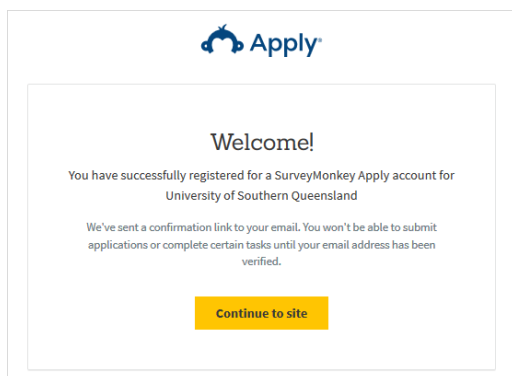 Apply®
Welcome!
You have successfully registered for a SurveyMonkey Apply account for
University of Southern Queensland
We've sent a confirmation link to your email. You won't be able to submit
applications or complete certain tasks until your email address has been
verified.
Continue to site